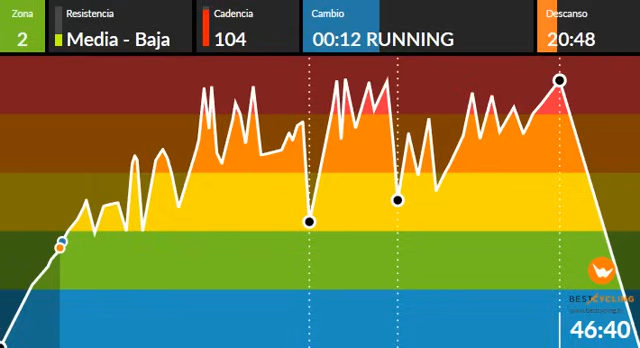 Zona
2
Resistencia
Media - Baja
Cadencia
104
Cambio
00:12 RUNNING
Descanso
20:48
BESTCYCLING
46:40